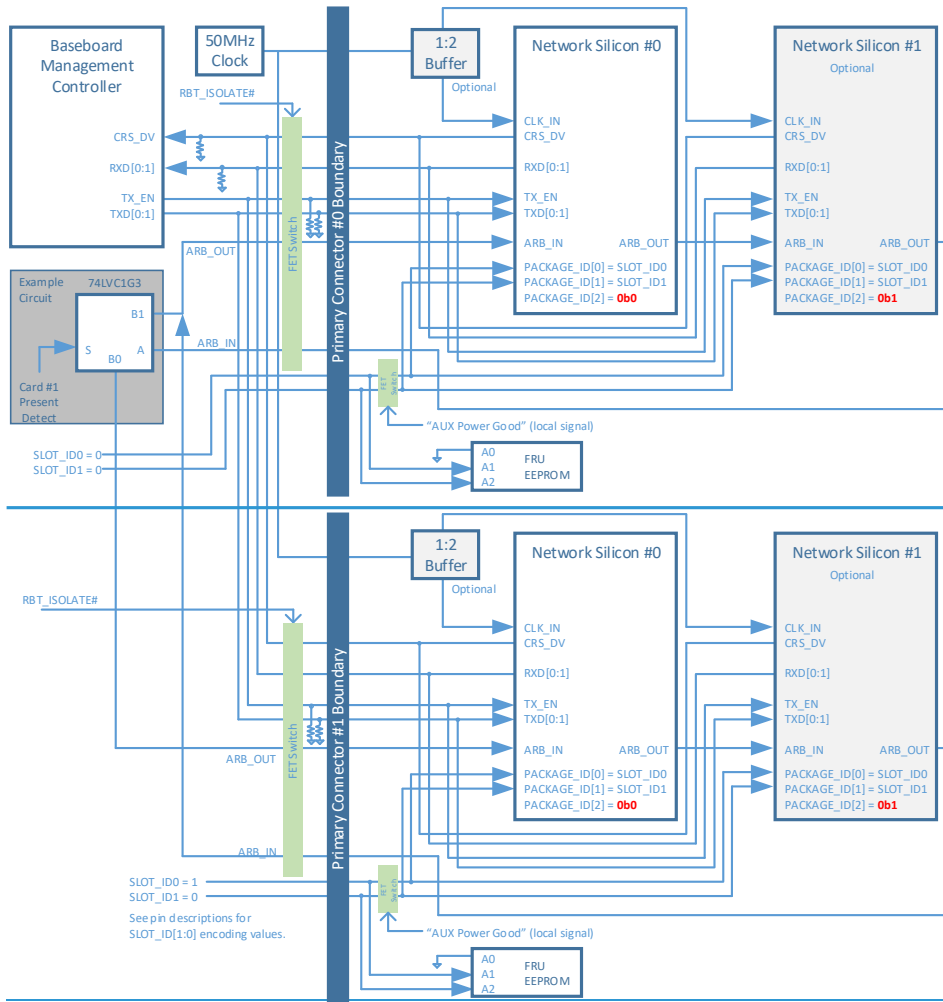 Baseboard
Management
Controller
50MHz
Clock
1:2
Buffer
Optional
Network Silicon #0
Network Silicon #1
Optional
RBT_ISOLATE#
CRS_DV
RXD[0:1]
TX_EN
TXD[0:1]
ARB_OUT
FET Switch
Primary Connector #0 Boundary
CLK_IN
CRS_DV
RXD[0:1]
TX_EN
TXD[0:1]
ARB_IN
ARB_OUT
PACKAGE_ID[0] = SLOT_ID0
PACKAGE_ID[1] = SLOT_ID1
PACKAGE_ID[2] = 0b0
CLK_IN
CRS_DV
RXD[0:1]
TX_EN
TXD[0:1]
ARB_IN
ARB_OUT
PACKAGE_ID[0] = SLOT_ID0
PACKAGE_ID[1] = SLOT_ID1
PACKAGE_ID[2] = 0b1
Example
Circuit
74LVC1G3
B1
S
A
B0
ARB_IN
Card #1
Present
Detect
FET
Switch
"AUX Power Good" (local signal)
SLOT_ID0 = 0
SLOT_ID1 = 0
A0
A1
A2
FRU
EEPROM
1:2
Buffer
Optional
Network Silicon #0
Network Silicon #1
Optional
RBT_ISOLATE#
FET Switch
Primary Connector #1 Boundary
CLK_IN
CRS_DV
RXD[0:1]
TX_EN
TXD[0:1]
ARB_IN
ARB_OUT
PACKAGE_ID[0] = SLOT_ID0
PACKAGE_ID[1] = SLOT_ID1
PACKAGE_ID[2] = 0b0
CLK_IN
CRS_DV
RXD[0:1]
TX_EN
TXD[0:1]
ARB_IN
ARB_OUT
PACKAGE_ID[0] = SLOT_ID0
PACKAGE_ID[1] = SLOT_ID1
PACKAGE_ID[2] = 0b1
ARB_OUT
ARB_IN
SLOT_ID0 = 1
SLOT_ID1 = 0
See pin descriptions for
SLOT_ID[1:0] encoding values.
FET
Switch
"AUX Power Good" (local signal)
A0
A1
A2
FRU
EEPROM